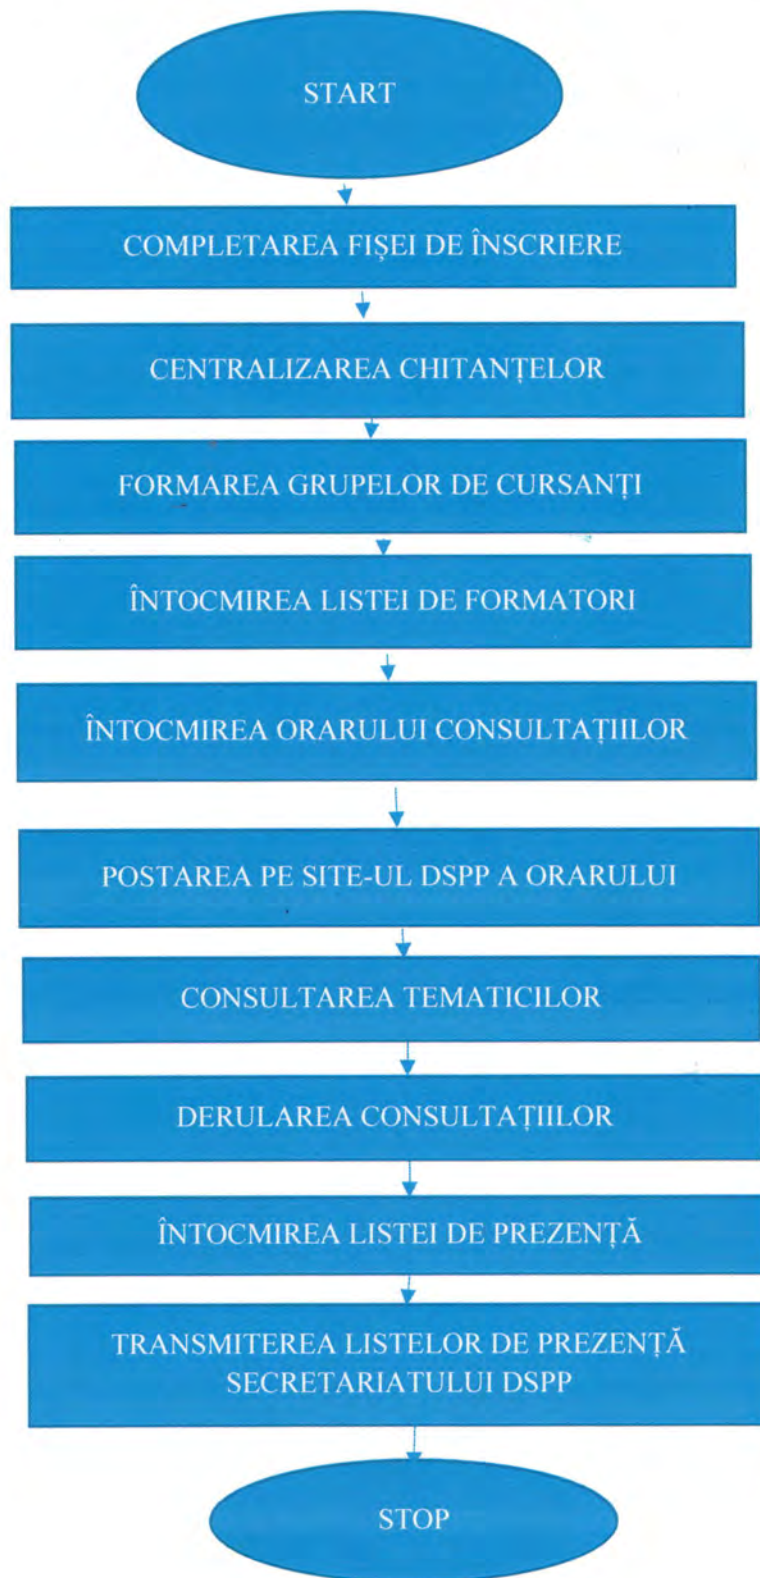 START
COMPLETAREA FIȘEI DE ÎNSCRIERE
CENTRALIZAREA CHITANȚELOR
FORMAREA GRUPELOR DE CURSANȚI
ÎNTOCMIREA LISTEI DE FORMATORI
ÎNTOCMIREA ORARULUI CONSULTAȚIILOR
POSTAREA PE SITE-UL DSPP A ORARULUI
CONSULTAREA TEMATICILOR
DERULAREA CONSULTAȚIILOR
ÎNTOCMIREA LISTEI DE PREZENȚĂ
TRANSMITEREA LISTELOR DE PREZENȚĂ
SECRETARIATULUI DSPP
STOP